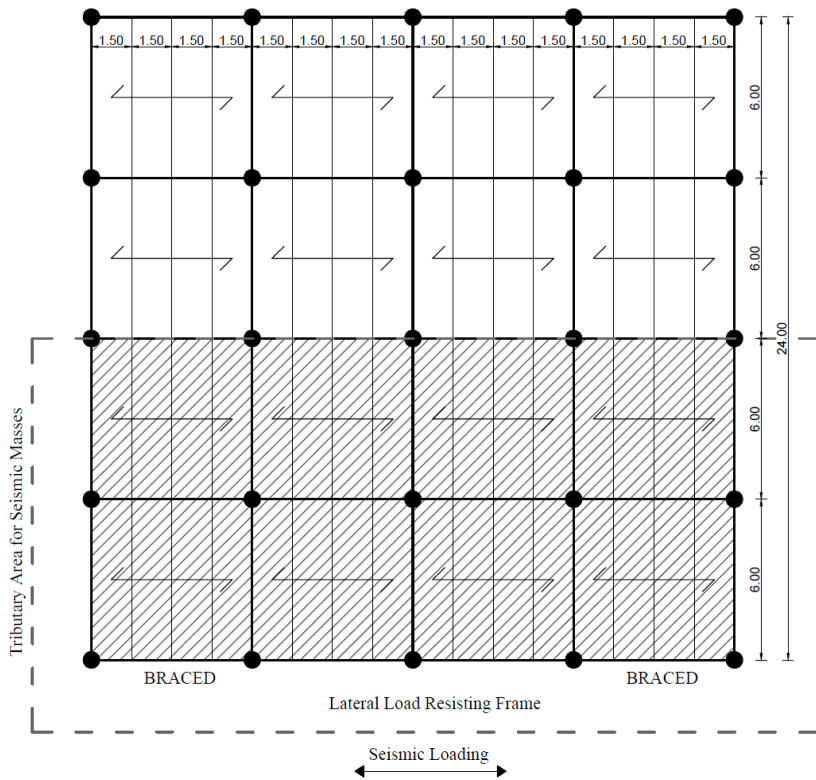 1.50 1.50 1.50 1.50 1.50 1.50 1.50 1.50 1.50 1.50 1.50 1.50 1.50 1.50 1.50 1.50
6.00
6.00
24.00
6.00
6.00
Tributary Area for Seismic Masses
BRACED BRACED
Lateral Load Resisting Frame
Seismic Loading